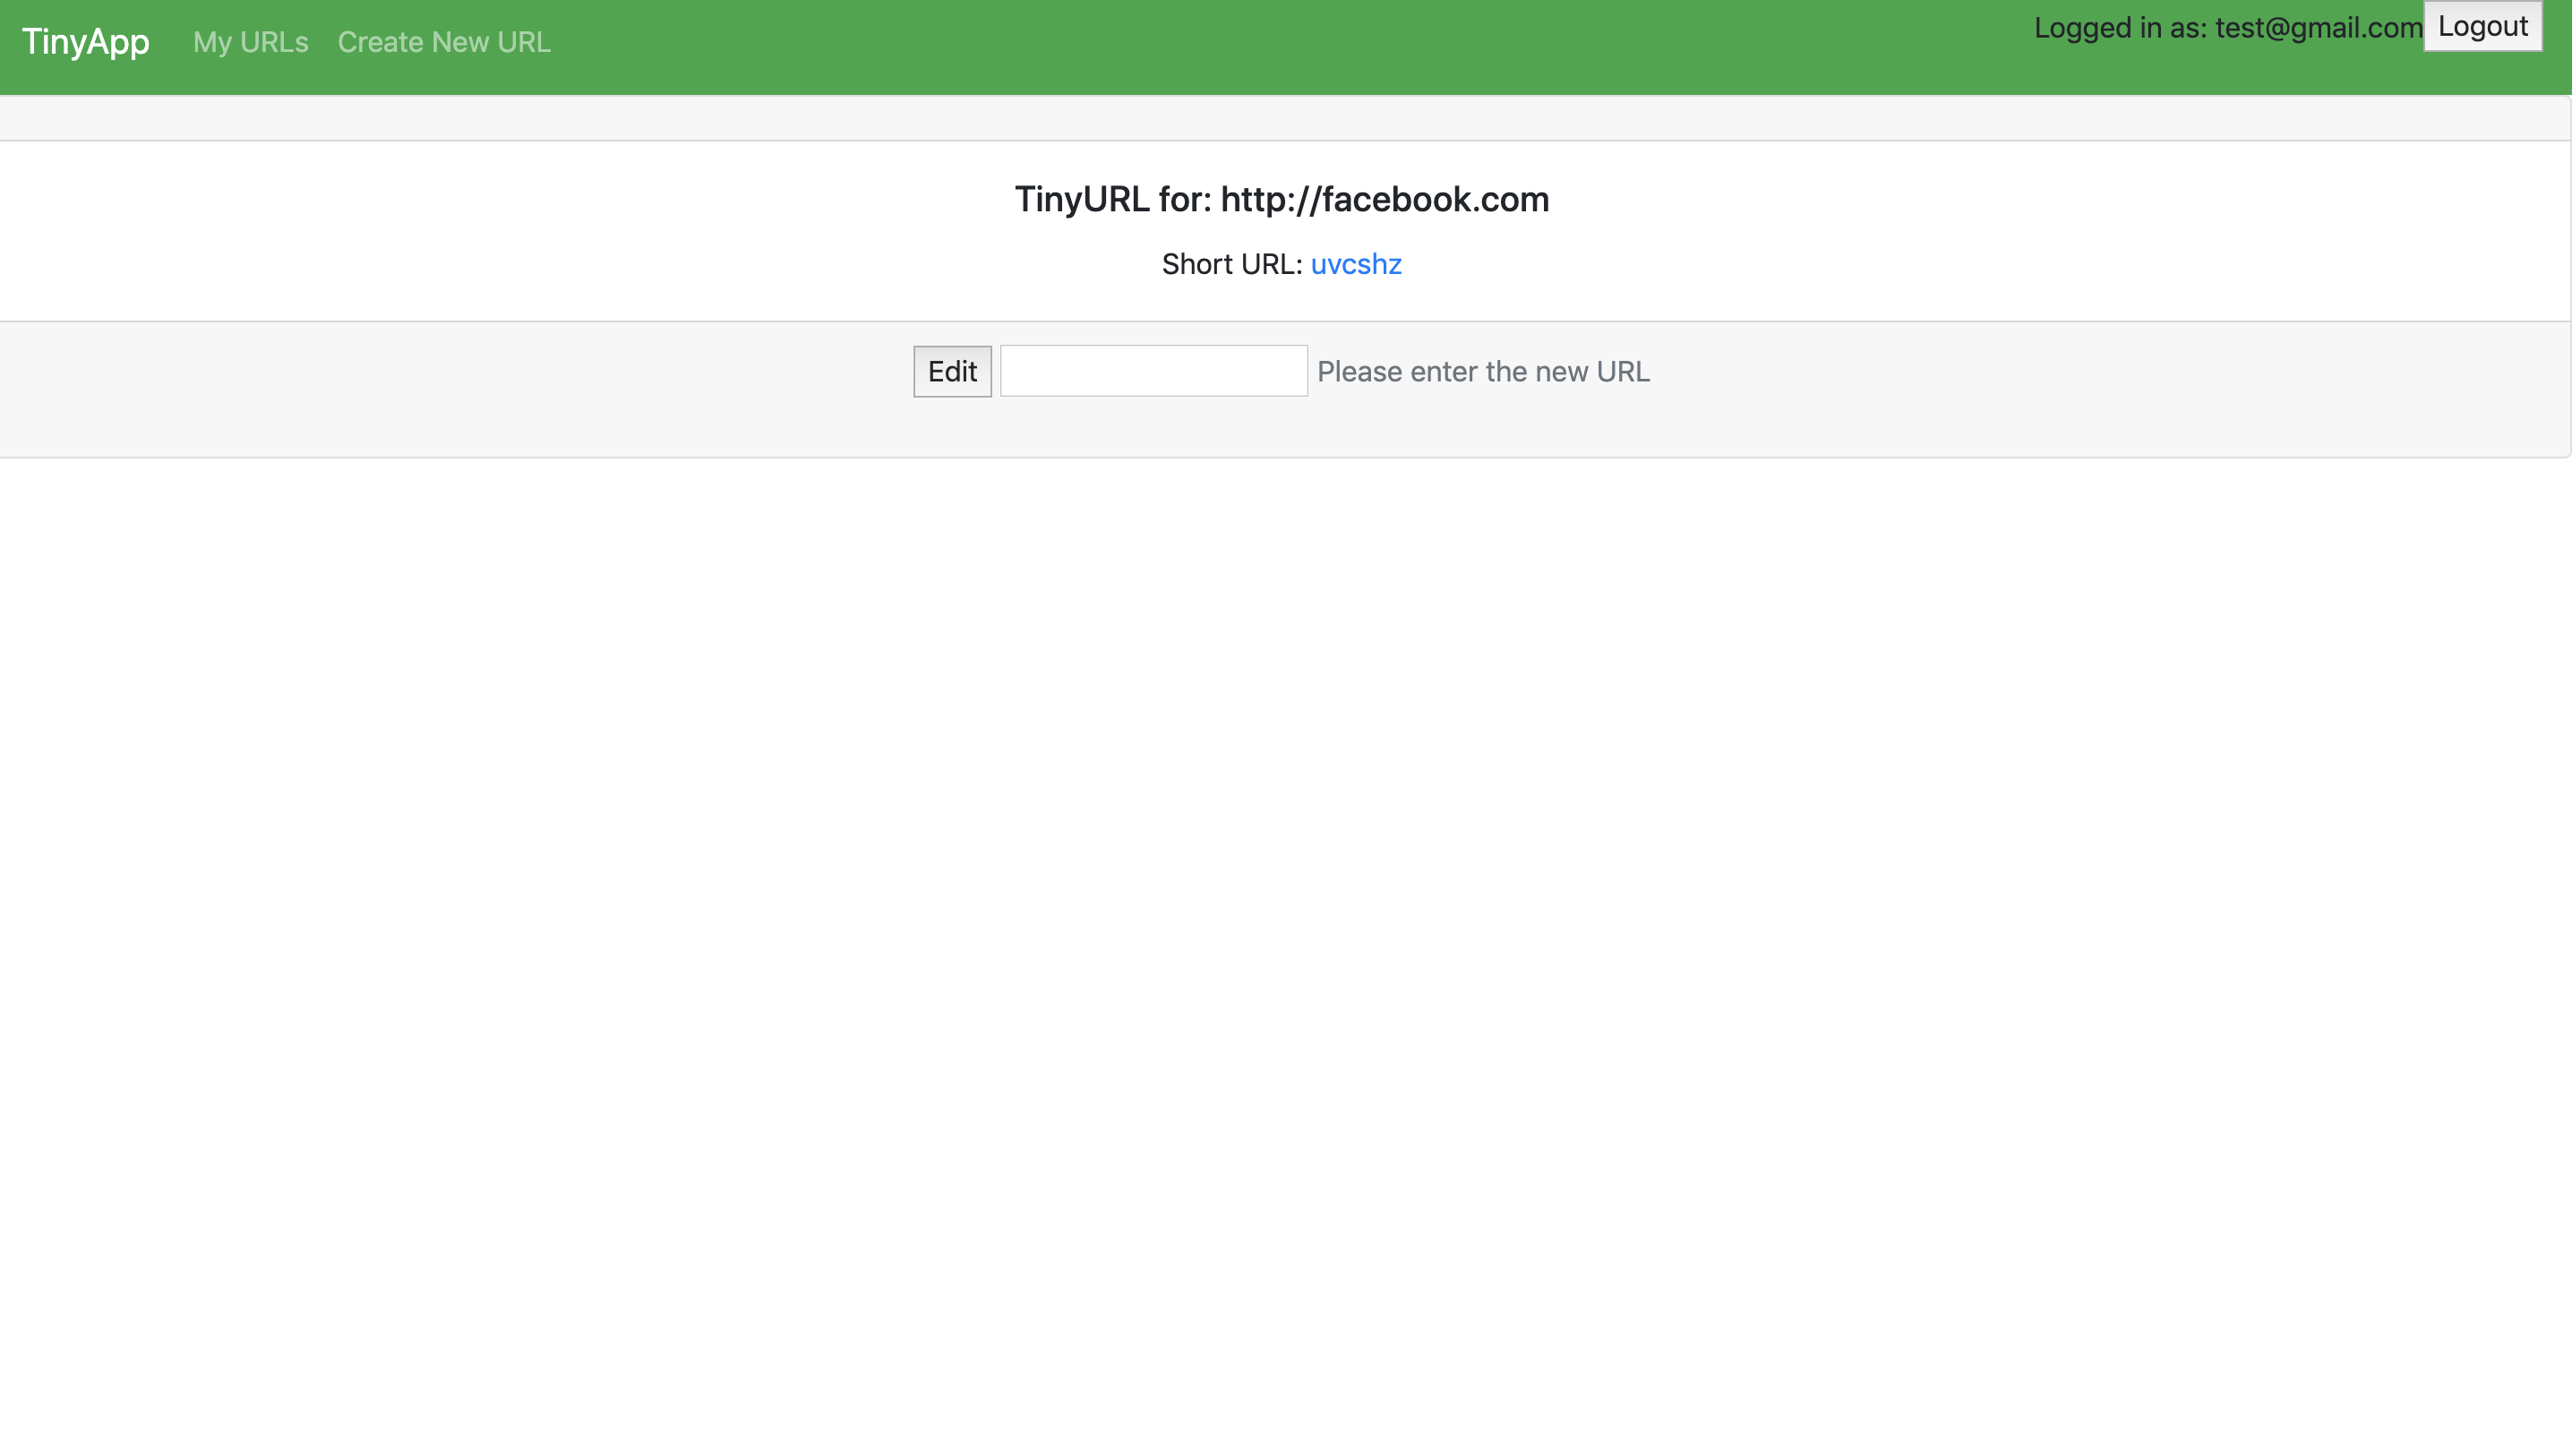 TinyApp My URLs Create New URL Logged in as: test@gmail.com Logout
TinyURL for: http://facebook.com
Short URL: uvcshz
Edit Please enter the new URL